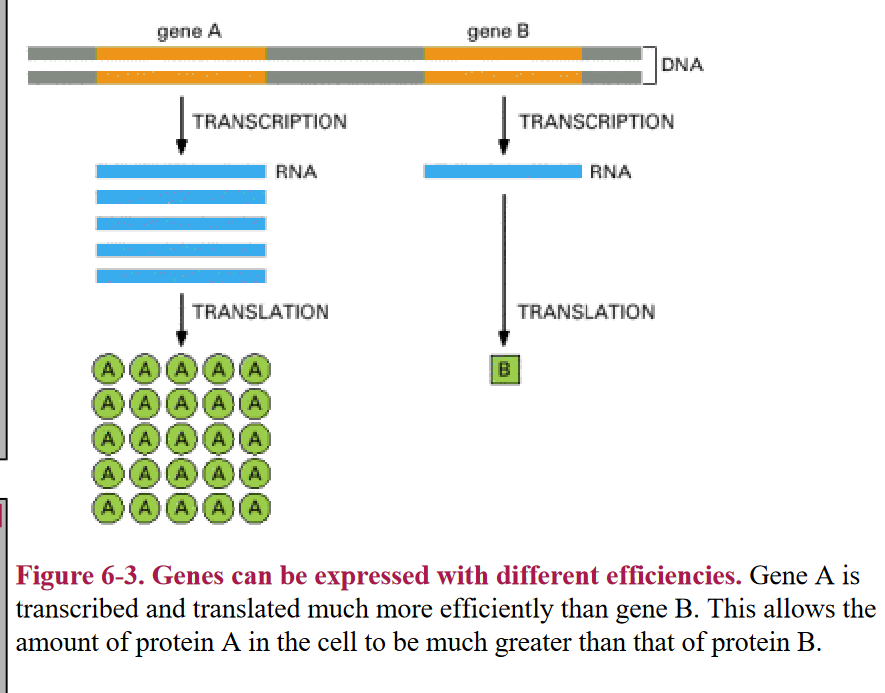 gene A gene B
DNA
TRANSCRIPTION TRANSCRIPTION
RNA RNA
TRANSLATION TRANSLATION
A A A A A B
A A A A A
A A A A A
A A A A A
A A A A A
Figure 6-3. Genes can be expressed with different efficiencies. Gene A is
transcribed and translated much more efficiently than gene B. This allows the
amount of protein A in the cell to be much greater than that of protein B.